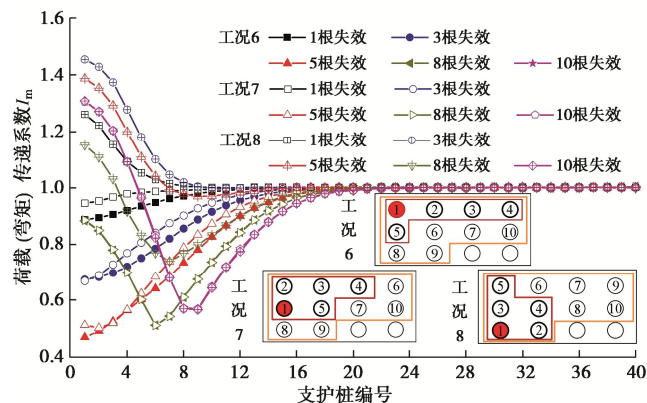 工况6 1根失效 3根失效
5根失效 8根失效 10根失效
工况7 1根失效 3根失效
5根失效 8根失效 10根失效
工况8 1根失效 3根失效
5根失效 8根失效 10根失效
荷载(弯矩)传递系数Im
1.6
1.4
1.2
1.0
0.8
0.6
0.4
0 4 8 12 16 20 24 28 32 36 40
支护桩编号
工况6
① ② ③ ④
⑤ ⑥ ⑦ ⑩
⑧ ⑨
工况7
② ③ ④ ⑥
① ⑤ ⑦ ⑩
⑧ ⑨
工况8
⑤ ⑥ ⑦ ⑨
③ ④ ⑧ ⑩
① ②